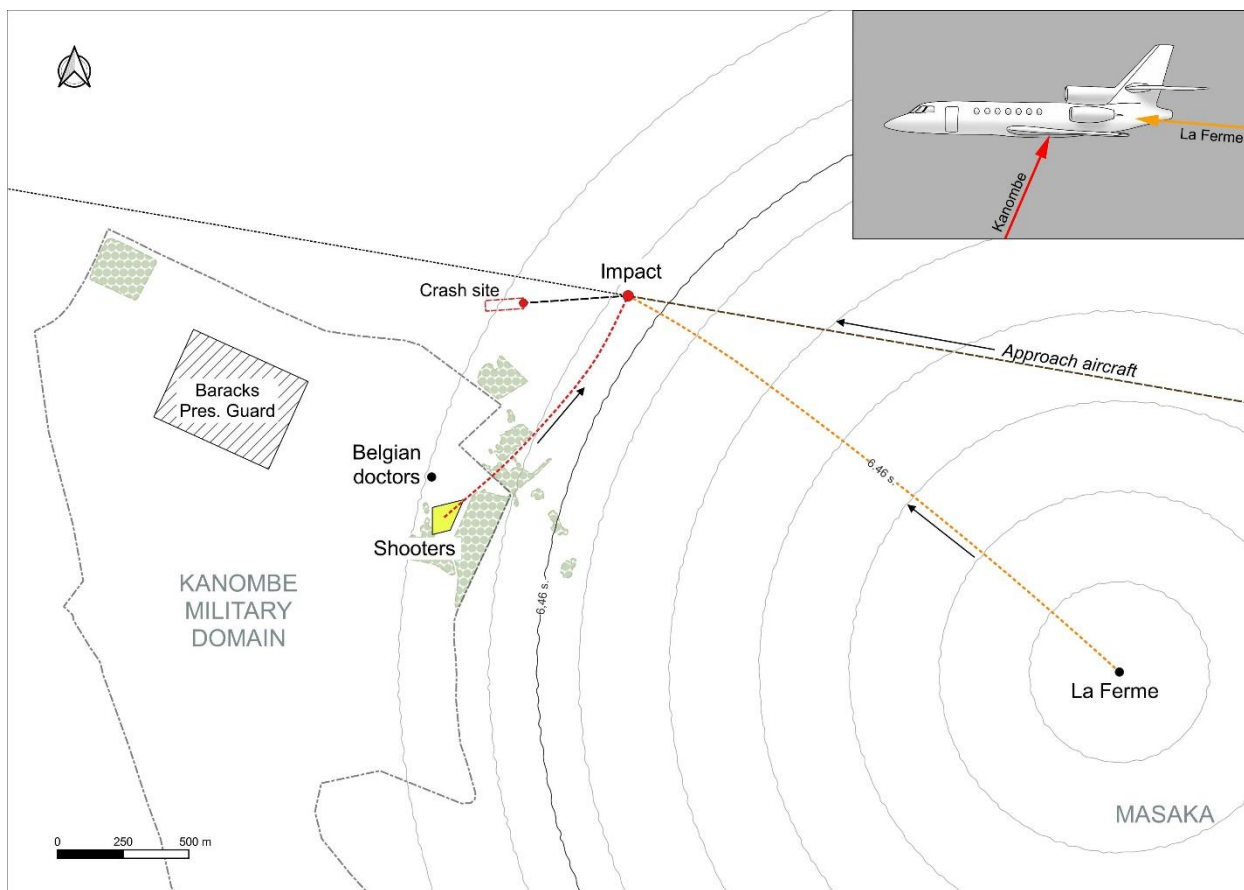 La Ferme
Kanombe
Impact
Crash site
Approach aircraft
Baracks
Pres. Guard
Belgian
doctors
6.46 s.
Shooters
6,46 s.
KANOMBE
MILITARY
DOMAIN
La Ferme
MASAKA
0 250 500 m